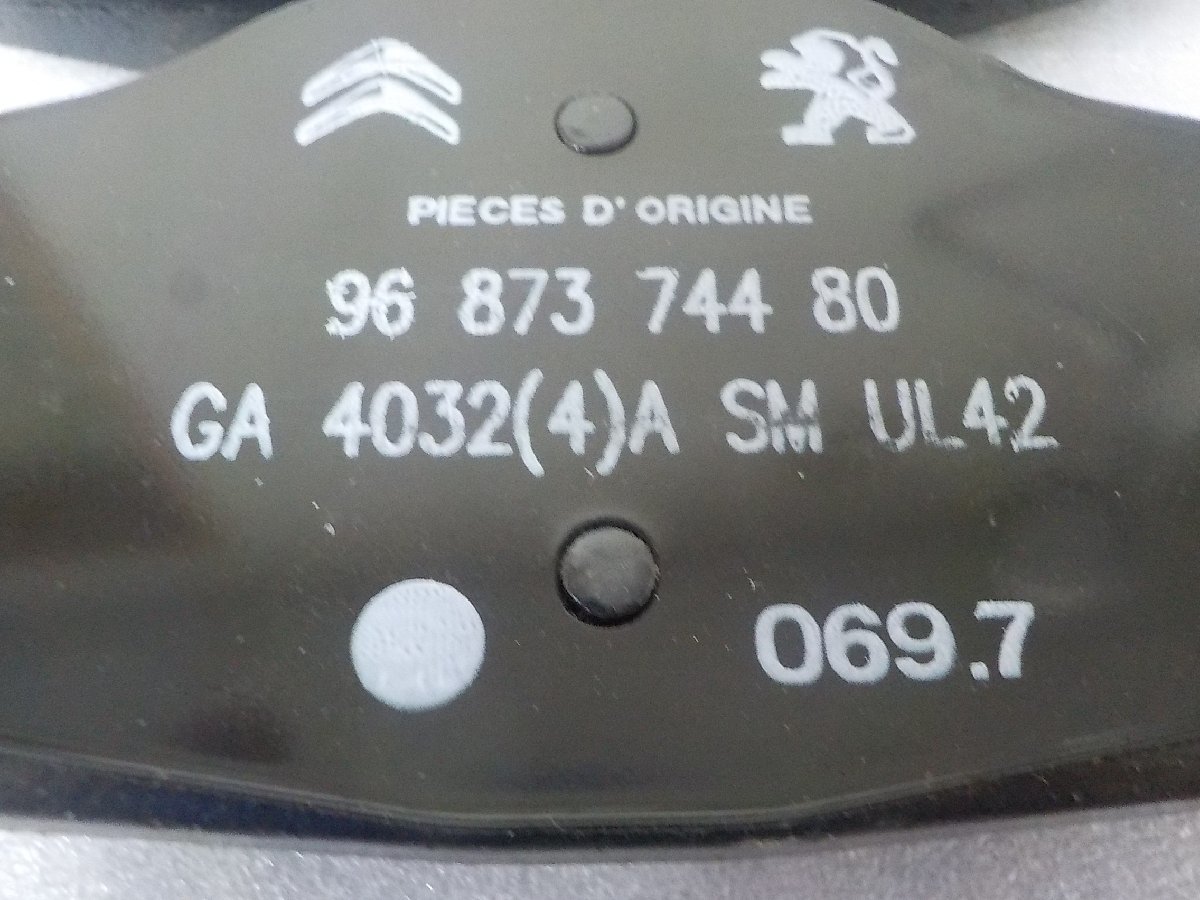 PIECES D' ORIGINE
96 873 744 80
GA 4032(4)A SM UL42
069.7